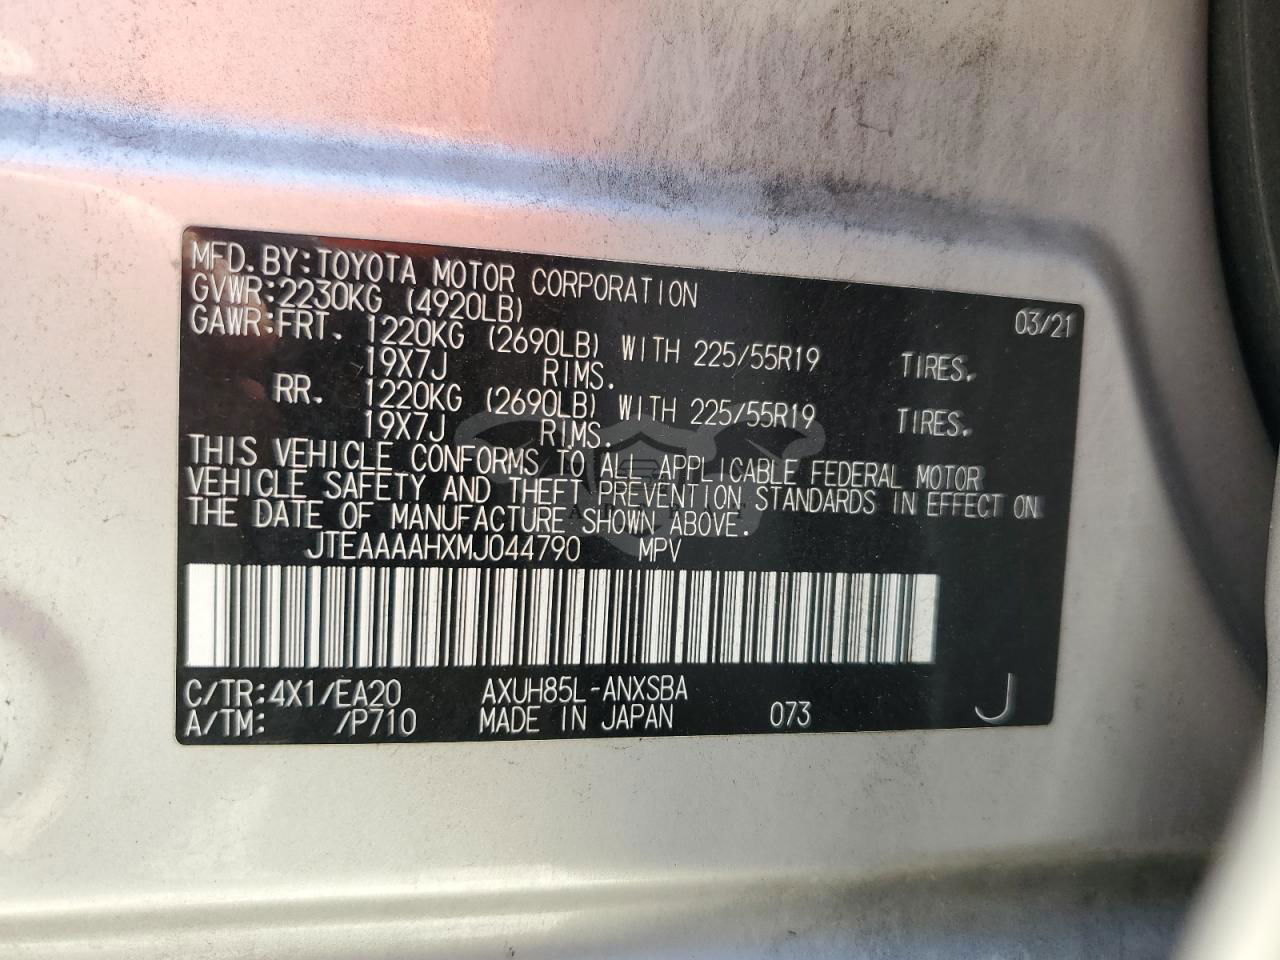 MFD. BY: TOYOTA MOTOR CORPORATION 03/21
GVWR: 2230KG (4920LB)
GAWR: FRT. 1220KG (2690LB) WITH 225/55R19 TIRES.
19X7J RIMS.
RR. 1220KG (2690LB) WITH 225/55R19 TIRES.
19X7J RIMS.
THIS VEHICLE CONFORMS TO ALL APPLICABLE FEDERAL MOTOR
VEHICLE SAFETY AND THEFT PREVENTION STANDARDS IN EFFECT ON
THE DATE OF MANUFACTURE SHOWN ABOVE.
JTEAAAAHXMJ044790 MPV
C/TR: 4X1/EA20 AXUH85L-ANXSBA
A/TM: /P710 MADE IN JAPAN 073 J